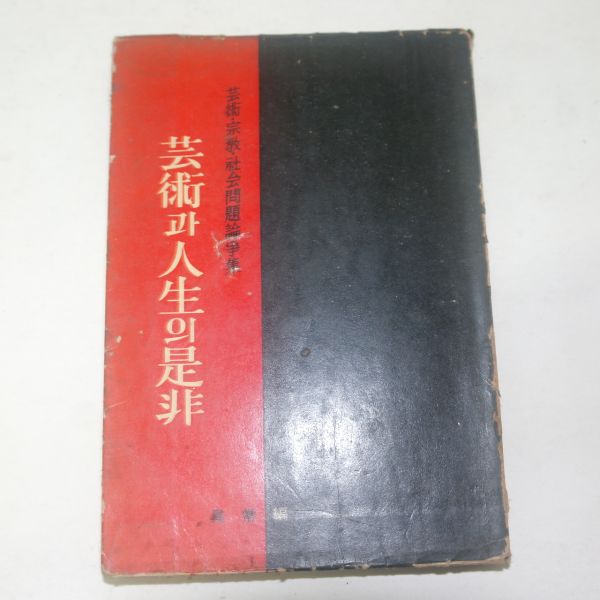 芸術·宗教·社会問題論争集
芸術과 人生의 是非
編